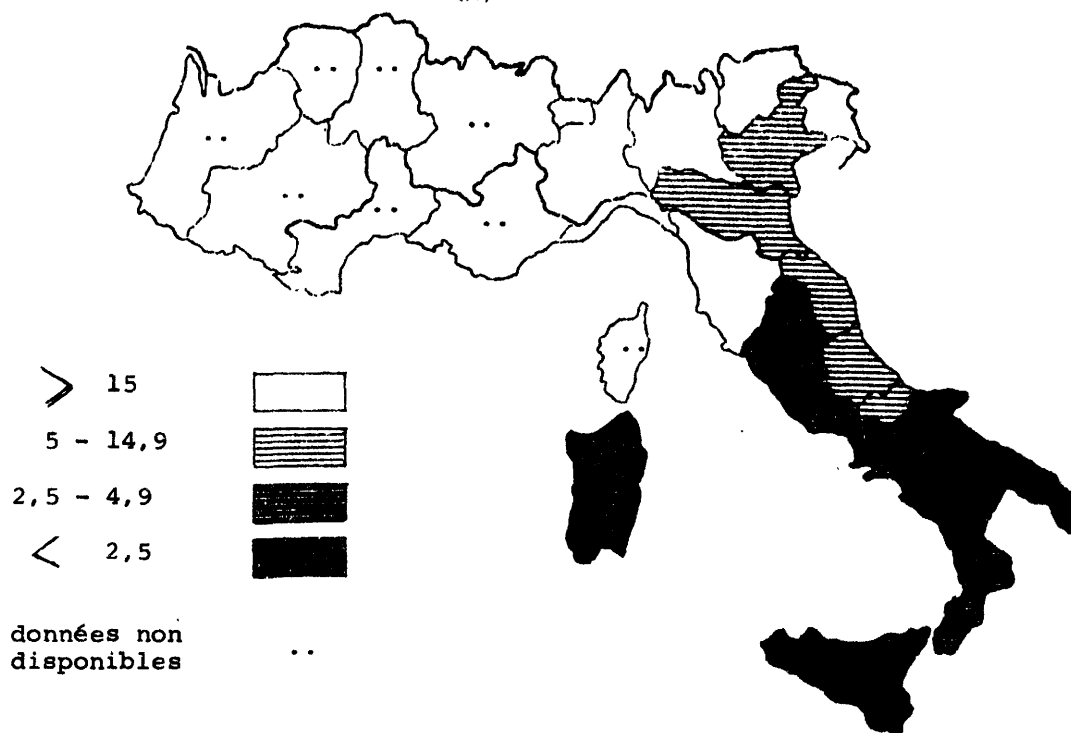 > 15
5 - 14,9
2,5 - 4,9
< 2,5
données non
disponibles
..